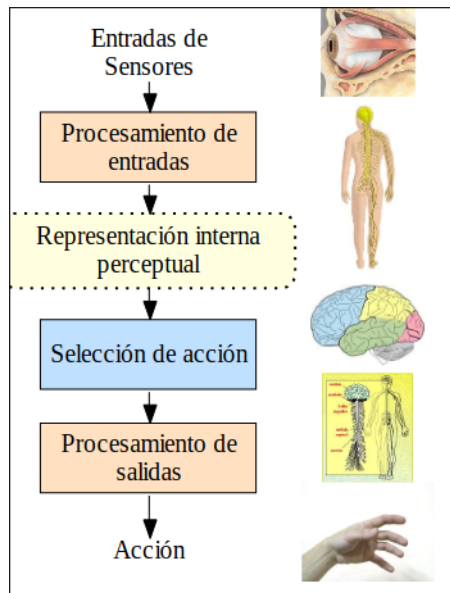 Entradas de
Sensores
Procesamiento de
entradas
Representación interna
perceptual
Selección de acción
Procesamiento de
salidas
Acción